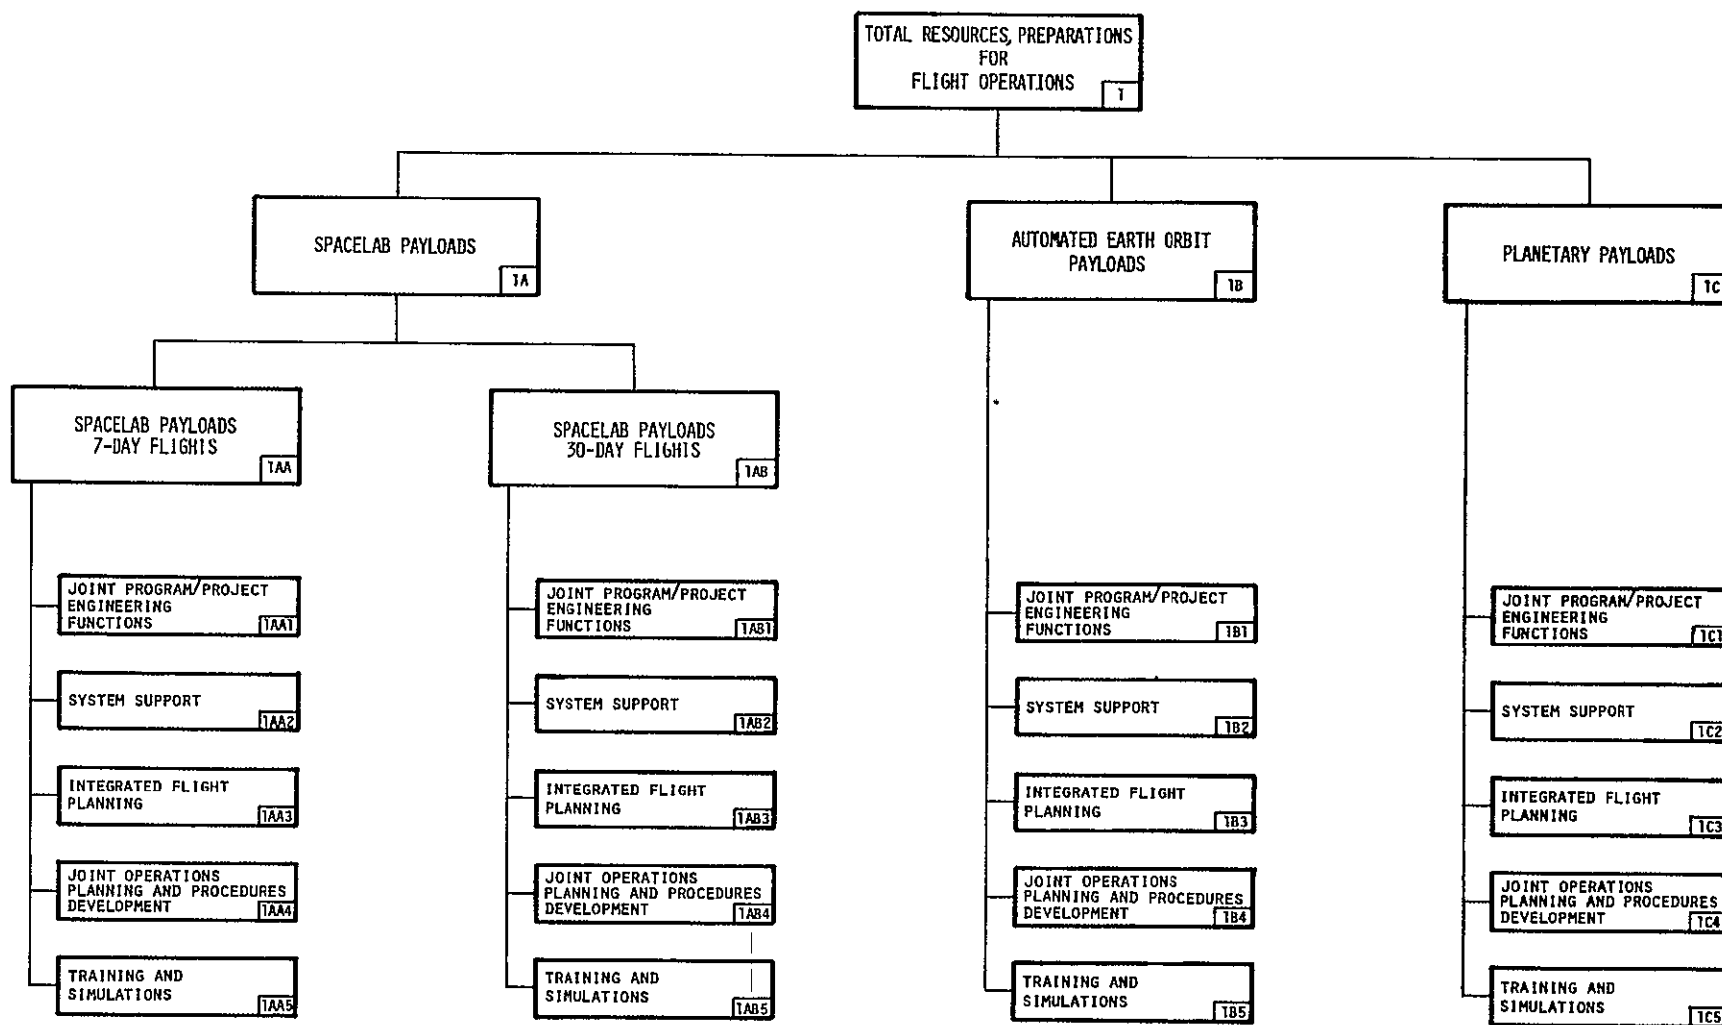 TOTAL RESOURCES, PREPARATIONS
FOR
FLIGHT OPERATIONS
1
SPACELAB PAYLOADS
1A
AUTOMATED EARTH ORBIT
PAYLOADS
1B
PLANETARY PAYLOADS
1C
SPACELAB PAYLOADS
7-DAY FLIGHTS
1AA
SPACELAB PAYLOADS
30-DAY FLIGHTS
1AB
JOINT PROGRAM/PROJECT
ENGINEERING
FUNCTIONS
1AA1
SYSTEM SUPPORT
1AA2
INTEGRATED FLIGHT
PLANNING
1AA3
JOINT OPERATIONS
PLANNING AND PROCEDURES
DEVELOPMENT
1AA4
TRAINING AND
SIMULATIONS
1AA5
JOINT PROGRAM/PROJECT
ENGINEERING
FUNCTIONS
1AB1
SYSTEM SUPPORT
1AB2
INTEGRATED FLIGHT
PLANNING
1AB3
JOINT OPERATIONS
PLANNING AND PROCEDURES
DEVELOPMENT
1AB4
TRAINING AND
SIMULATIONS
1AB5
JOINT PROGRAM/PROJECT
ENGINEERING
FUNCTIONS
1B1
SYSTEM SUPPORT
1B2
INTEGRATED FLIGHT
PLANNING
1B3
JOINT OPERATIONS
PLANNING AND PROCEDURES
DEVELOPMENT
1B4
TRAINING AND
SIMULATIONS
1B5
JOINT PROGRAM/PROJECT
ENGINEERING
FUNCTIONS
1C1
SYSTEM SUPPORT
1C2
INTEGRATED FLIGHT
PLANNING
1C3
JOINT OPERATIONS
PLANNING AND PROCEDURES
DEVELOPMENT
1C4
TRAINING AND
SIMULATIONS
1C5